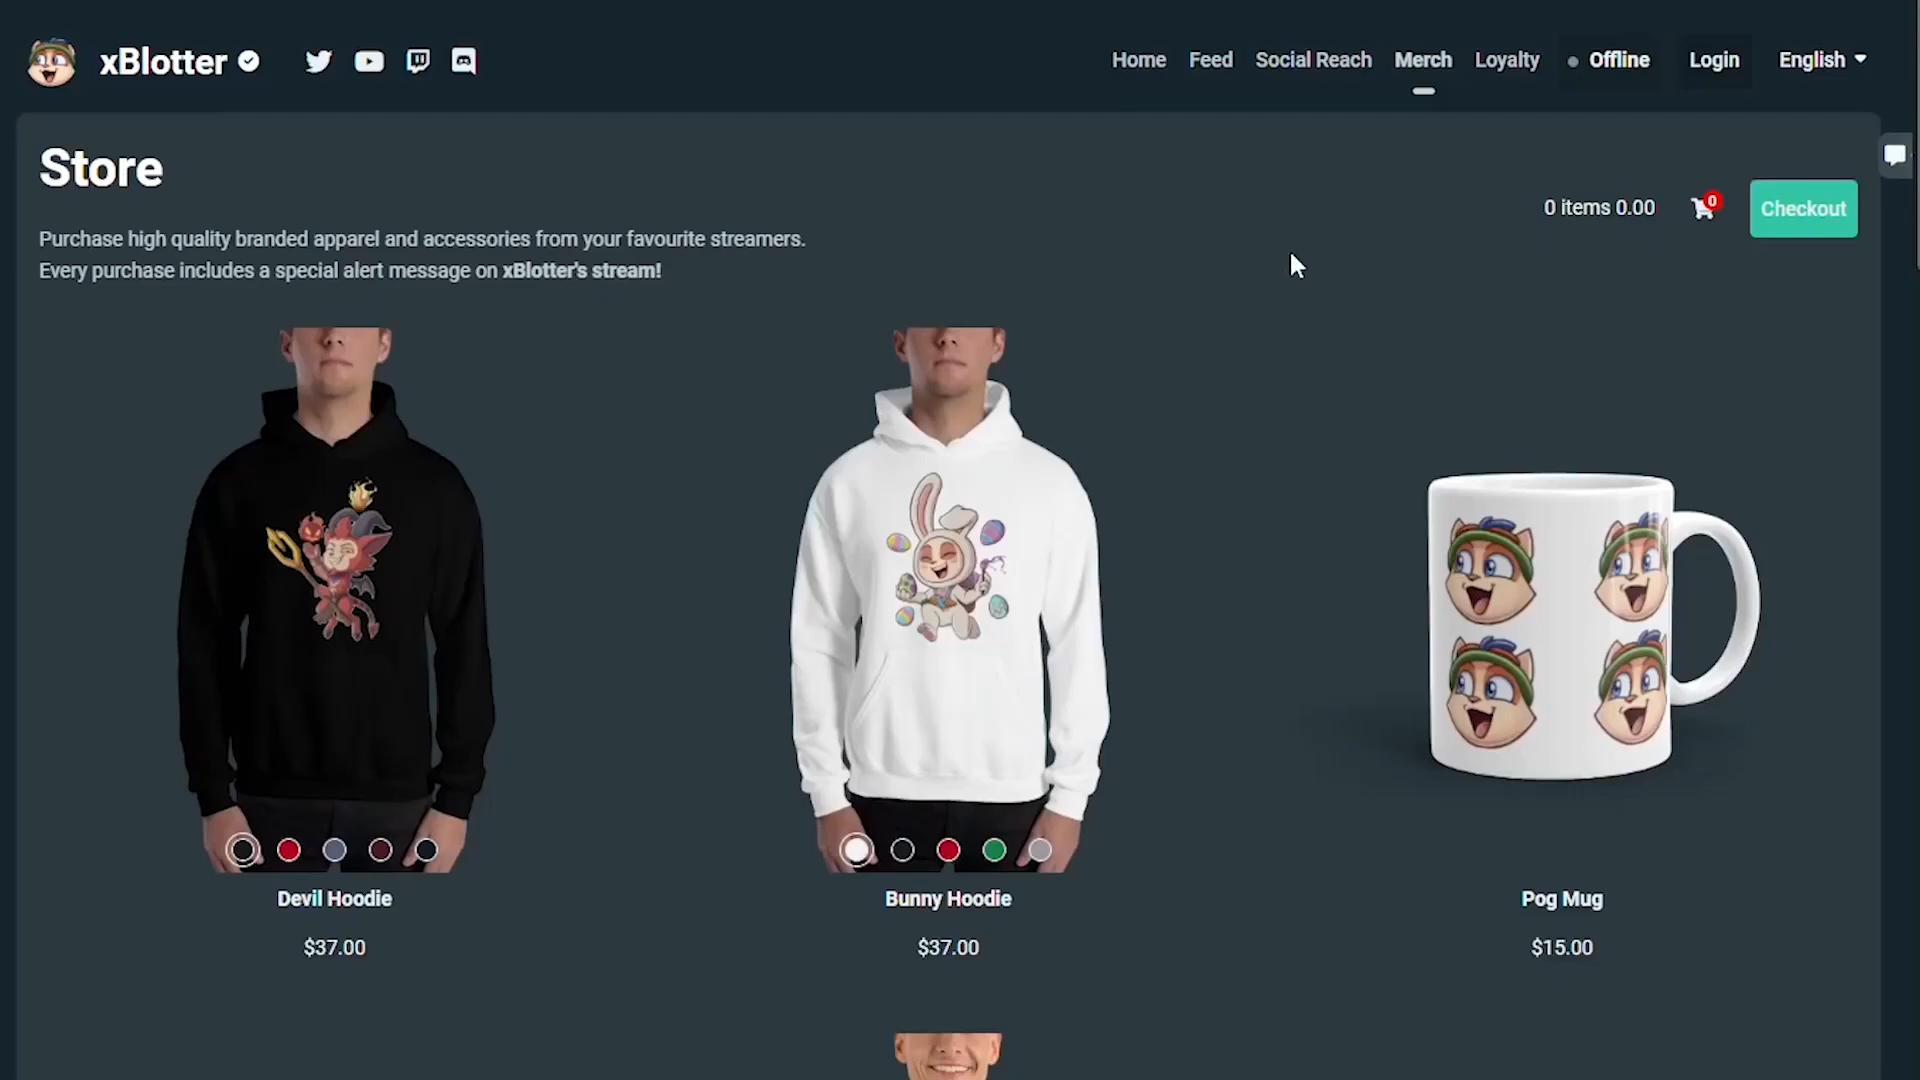 xBlotter
Home Feed Social Reach Merch Loyalty Offline Login English
Store
0 items 0.00
0
Checkout
Purchase high quality branded apparel and accessories from your favourite streamers.
Every purchase includes a special alert message on xBlotter's stream!
Devil Hoodie
Bunny Hoodie
Pog Mug
$37.00
$37.00
$15.00